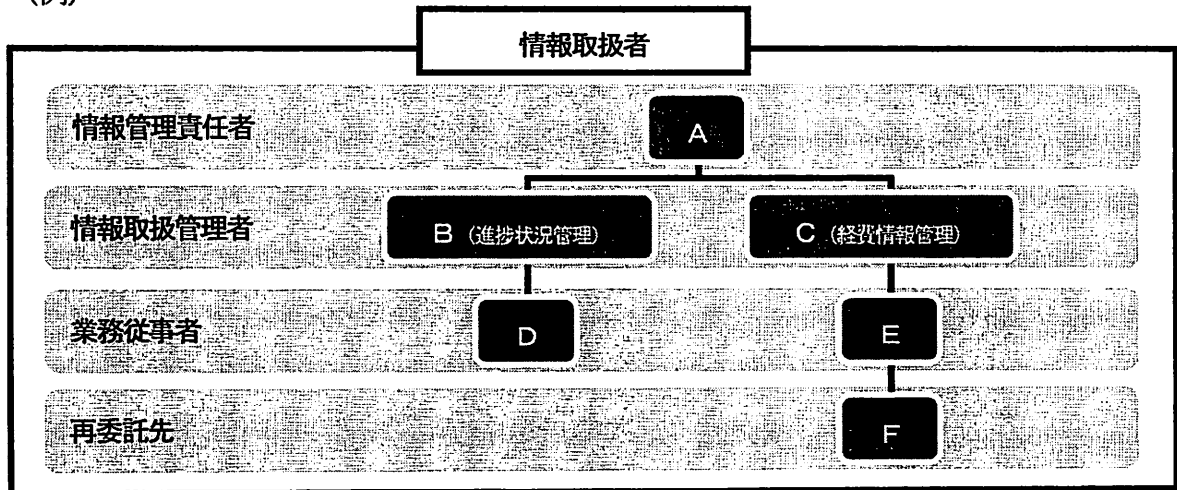 (例)
情報取扱者
情報管理責任者
A
情報取扱管理者
B (進捗状況管理)
C (経費情報管理)
業務従事者
D
E
再委託先
F